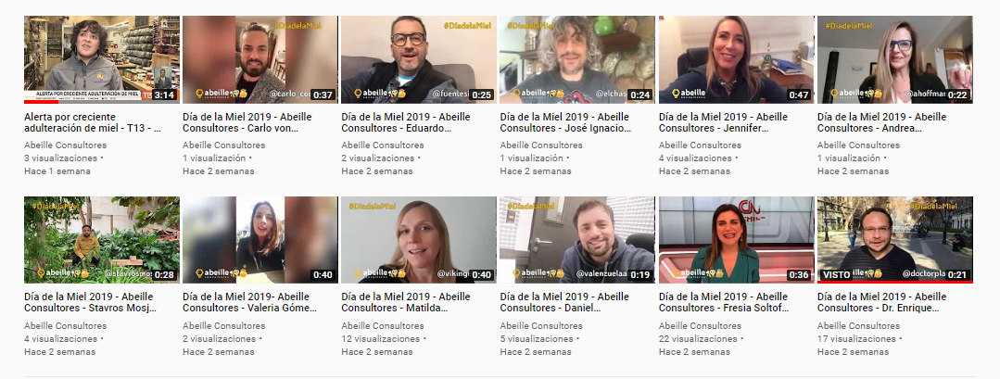 #DíadelaMiel
#DíadelaMiel
#DíadelaMiel
#DíadelaMiel
ALERTA POR CRECIENTE ADULTERACIÓN DE MIEL
T13
3:14
abeille
@carlo_co
0:37
abeille
@fuentesi
0:25
abeille
@elchas
0:24
abeille
0:47
abeille
@ahoffmar
0:22
Alerta por creciente
adulteración de miel - T13 - ...
Abeille Consultores
3 visualizaciones •
Hace 1 semana
Día de la Miel 2019 - Abeille
Consultores - Carlo von...
Abeille Consultores
1 visualización •
Hace 2 semanas
Día de la Miel 2019 - Abeille
Consultores - Eduardo...
Abeille Consultores
2 visualizaciones •
Hace 2 semanas
Día de la Miel 2019 - Abeille
Consultores - José Ignacio...
Abeille Consultores
1 visualización •
Hace 2 semanas
Día de la Miel 2019 - Abeille
Consultores - Jennifer...
Abeille Consultores
4 visualizaciones •
Hace 2 semanas
Día de la Miel 2019 - Abeille
Consultores - Andrea...
Abeille Consultores
1 visualización •
Hace 2 semanas
#DíadelaMiel
#DíadelaMiel
#DíadelaMiel
CN
#DíadelaMiel
abeille
@stavrosmos
0:28
abeille
0:40
abeille
@vikingi
0:40
abeille
@valenzuelaa
0:19
abeille
0:36
VISTO
ille
@doctorpla
0:21
Día de la Miel 2019 - Abeille
Consultores - Stavros Mosj...
Abeille Consultores
4 visualizaciones •
Hace 2 semanas
Día de la Miel 2019- Abeille
Consultores - Valeria Góme...
Abeille Consultores
2 visualizaciones •
Hace 2 semanas
Día de la Miel 2019 - Abeille
Consultores - Matilda...
Abeille Consultores
12 visualizaciones •
Hace 2 semanas
Día de la Miel 2019 - Abeille
Consultores - Daniel...
Abeille Consultores
5 visualizaciones •
Hace 2 semanas
Día de la Miel 2019 - Abeille
Consultores - Fresia Soltof...
Abeille Consultores
22 visualizaciones •
Hace 2 semanas
Día de la Miel 2019 - Abeille
Consultores - Dr. Enrique...
Abeille Consultores
17 visualizaciones •
Hace 2 semanas